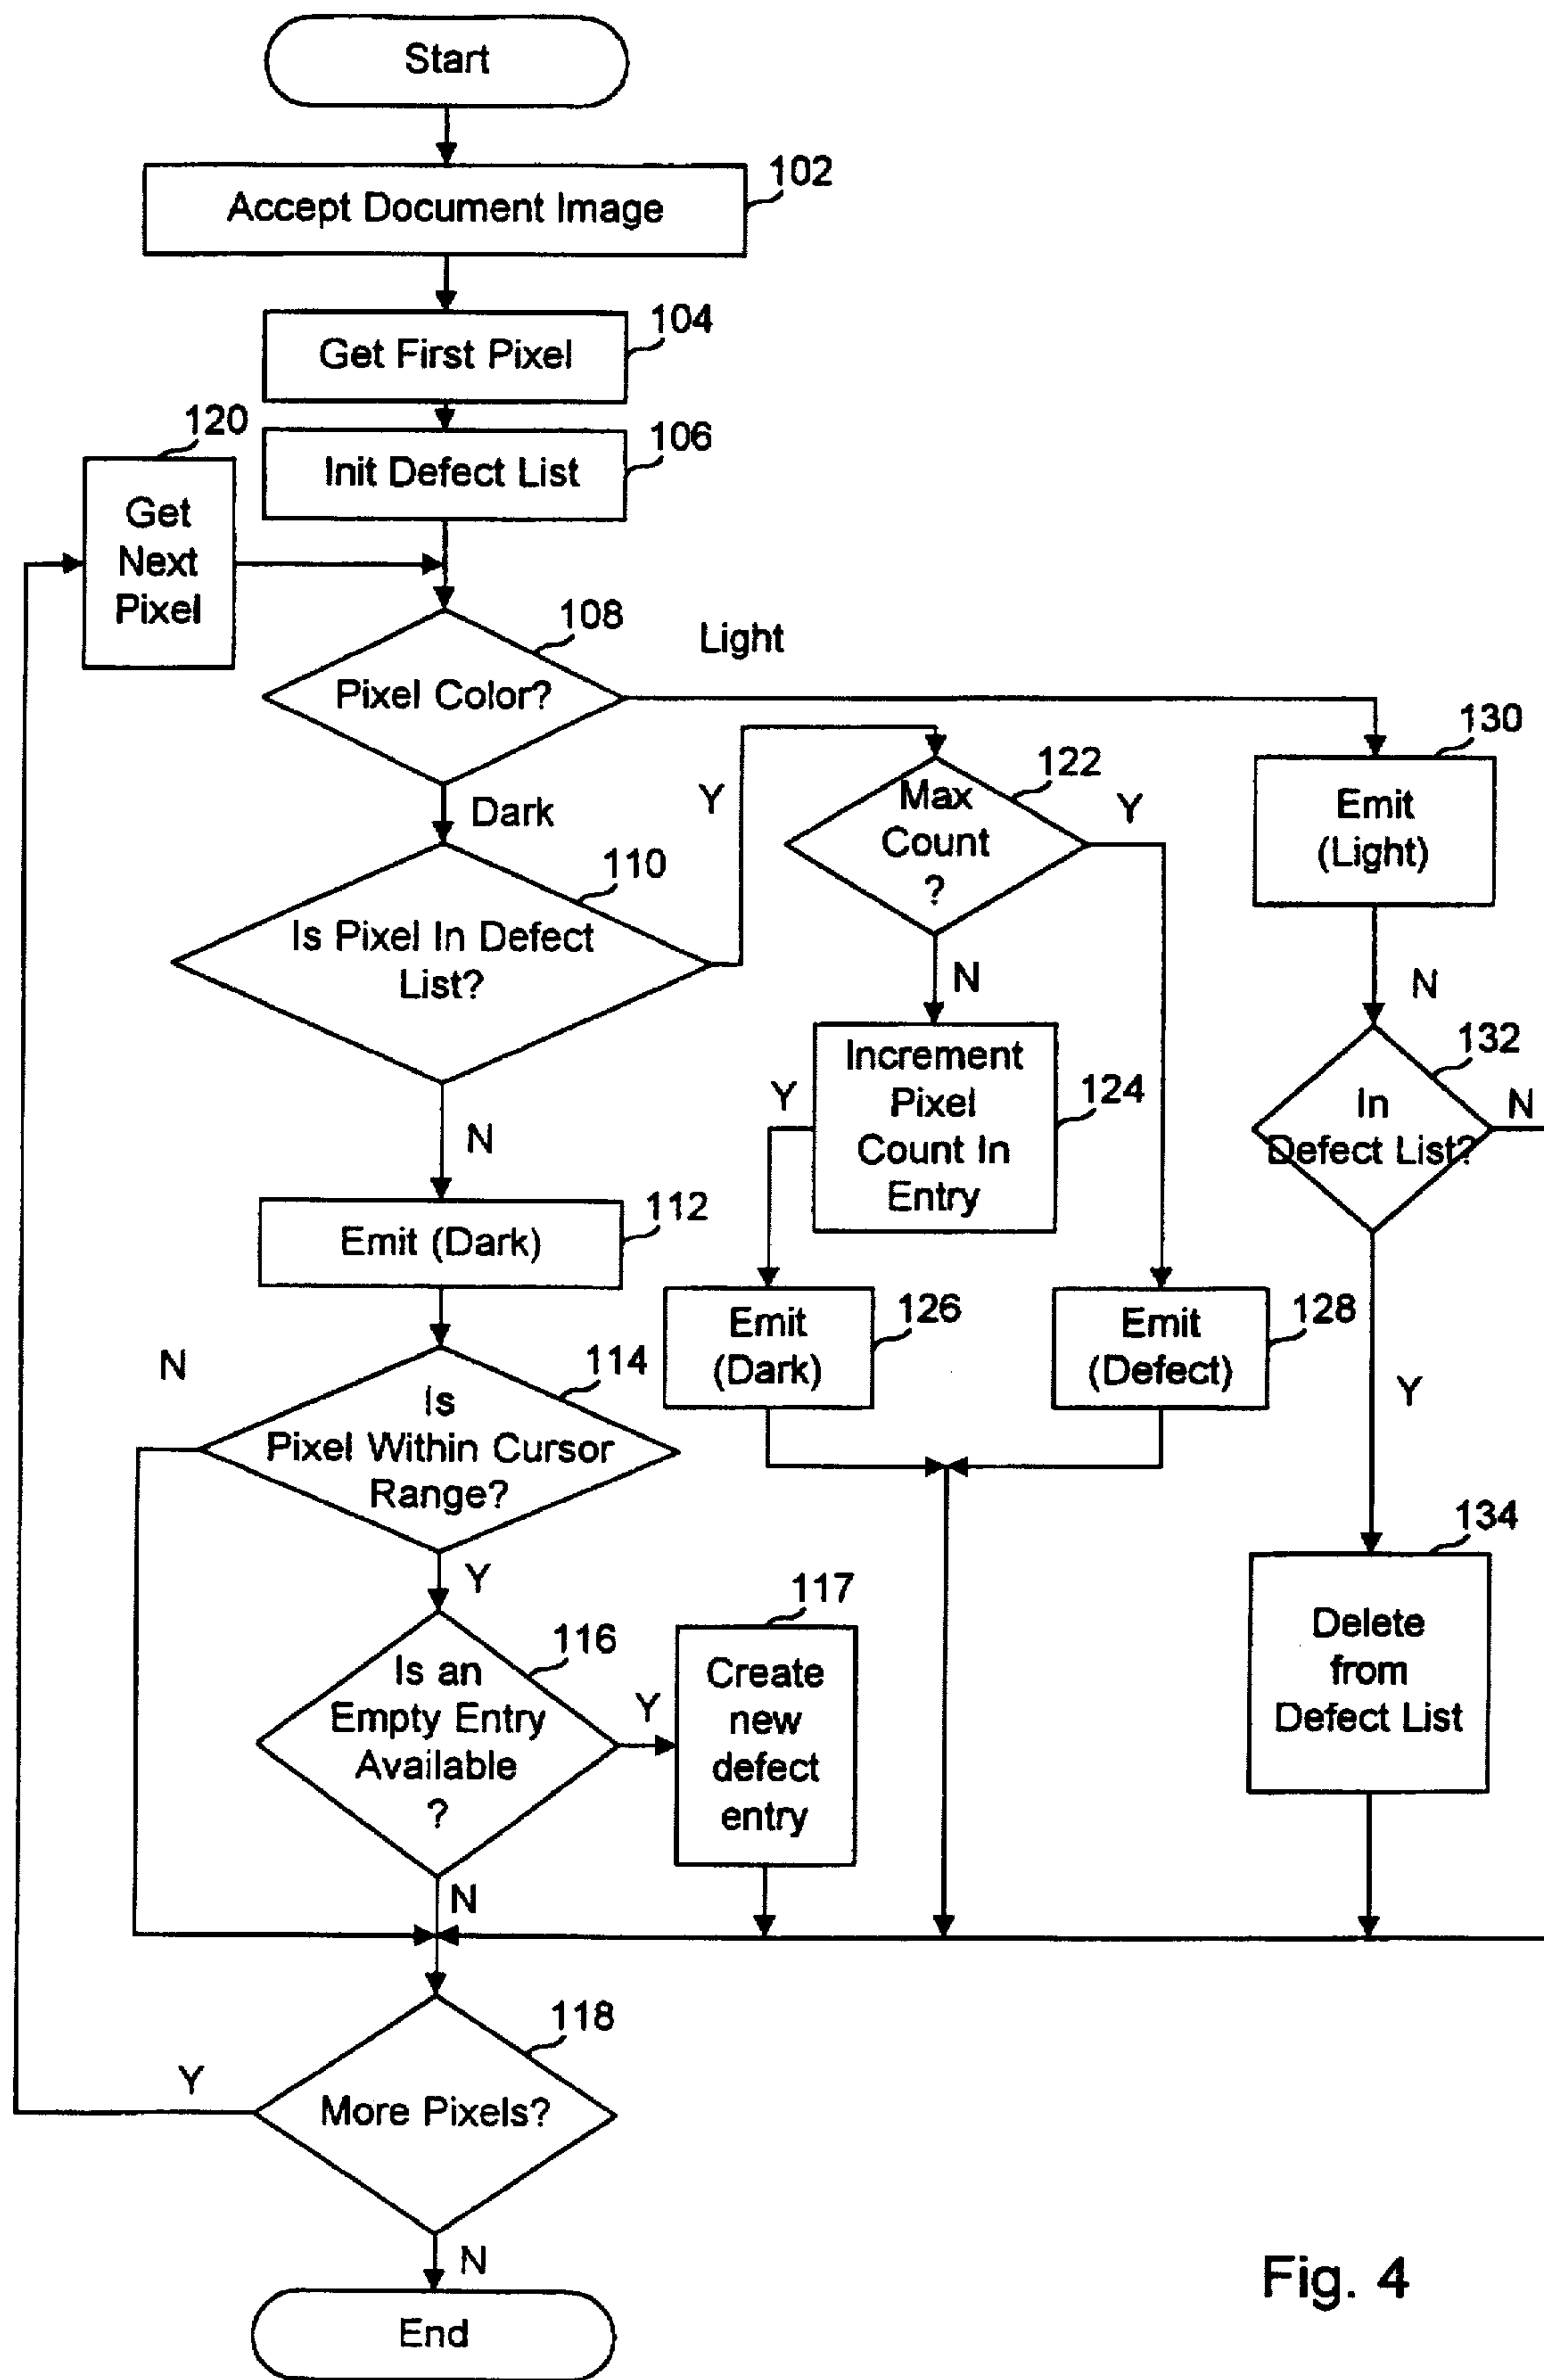 Start
102
Accept Document Image
104
Get First Pixel
120
106
Init Defect List
Get
Next
Pixel
108
Light
Pixel Color?
130
122
Max
Count
?
Y
Y
Emit
(Light)
Dark
110
Is Pixel In Defect
List?
N
N
132
Increment
Pixel
Count In
Entry
124
Y
In
Defect List?
N
N
112
Emit (Dark)
Emit
(Dark)
126
Emit
(Defect)
128
N
114
Is
Pixel Within Cursor
Range?
Y
134
Y
117
116
Is an
Empty Entry
Available
?
Y
Create
new
defect
entry
Delete
from
Defect List
N
118
Y
More Pixels?
N
Fig. 4
End